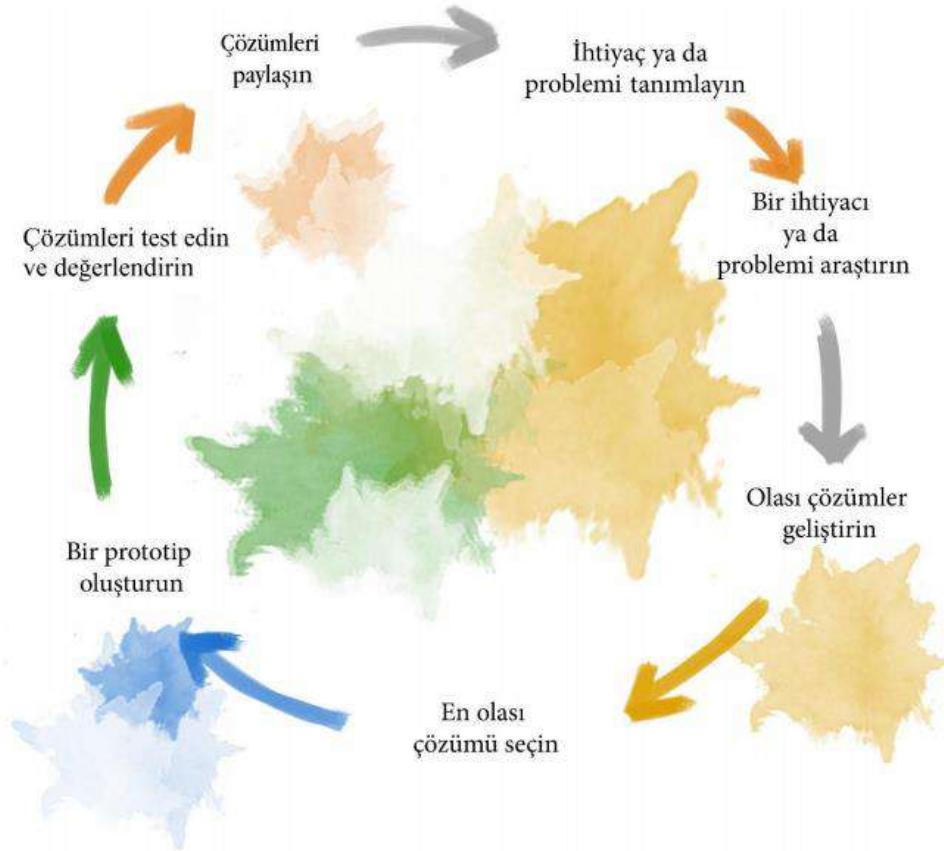 Çözümleri
paylaşın
İhtiyaç ya da
problemi tanımlayın
Bir ihtiyacı
ya da
problemi araştırın
Olası çözümler
geliştirin
En olası
çözümü seçin
Bir prototip
oluşturun
Çözümleri test edin
ve değerlendirin